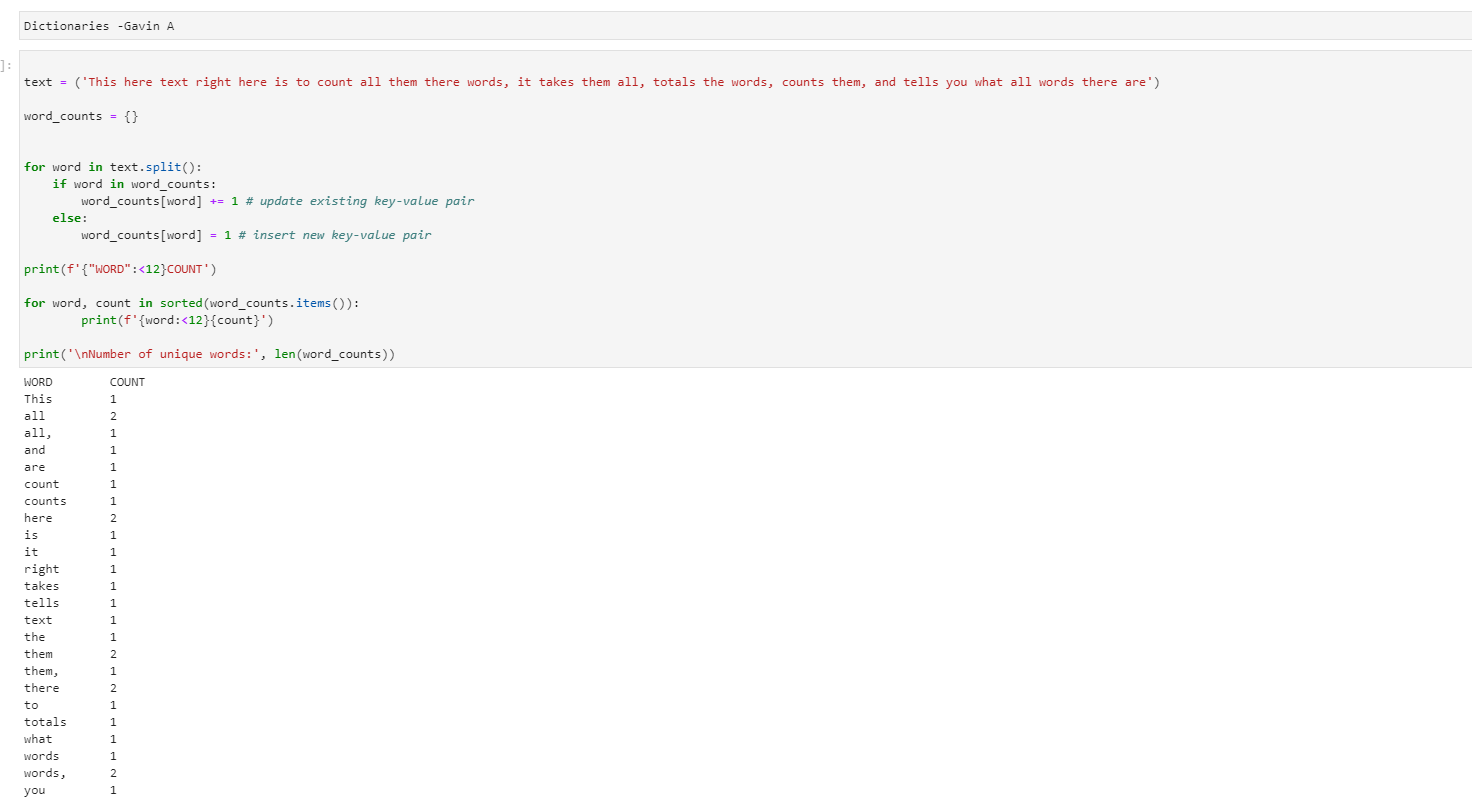 Dictionaries -Gavin A
]:
text = ('This here text right here is to count all them there words, it takes them all, totals the words, counts them, and tells you what all words there are')
word_counts = {}
for word in text.split():
    if word in word_counts:
        word_counts[word] += 1 # update existing key-value pair
    else:
        word_counts[word] = 1 # insert new key-value pair
print(f'{"WORD":<12}COUNT')
for word, count in sorted(word_counts.items()):
        print(f'{word:<12}{count}')
print('\nNumber of unique words:', len(word_counts))
WORD        COUNT
This        1
all         2
all,        1
and         1
are         1
count       1
counts      1
here        2
is          1
it          1
right       1
takes       1
tells       1
text        1
the         1
them        2
them,       1
there       2
to          1
totals      1
what        1
words       1
words,      2
you         1